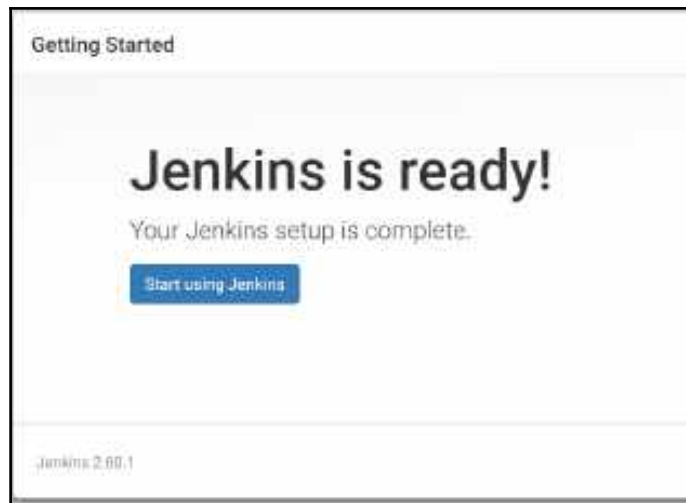 Getting Started
Jenkins is ready!
Your Jenkins setup is complete.
Start using Jenkins
Jenkins 2.60.1